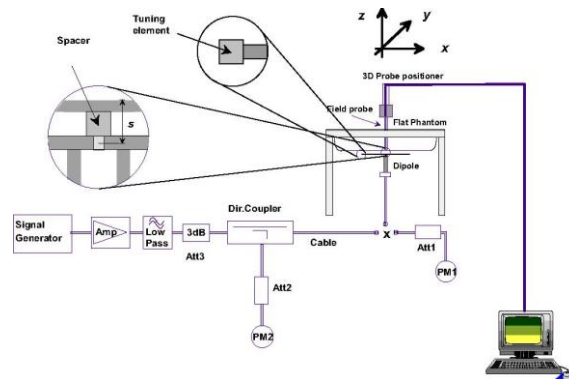 Tuning
element
Spacer
s
z
y
x
3D Probe positioner
Field probe
Flat Phantom
Dipole
Signal
Generator
Amp
Low
Pass
3dB
Att3
Dir.Coupler
Cable
x
Att1
PM1
Att2
PM2